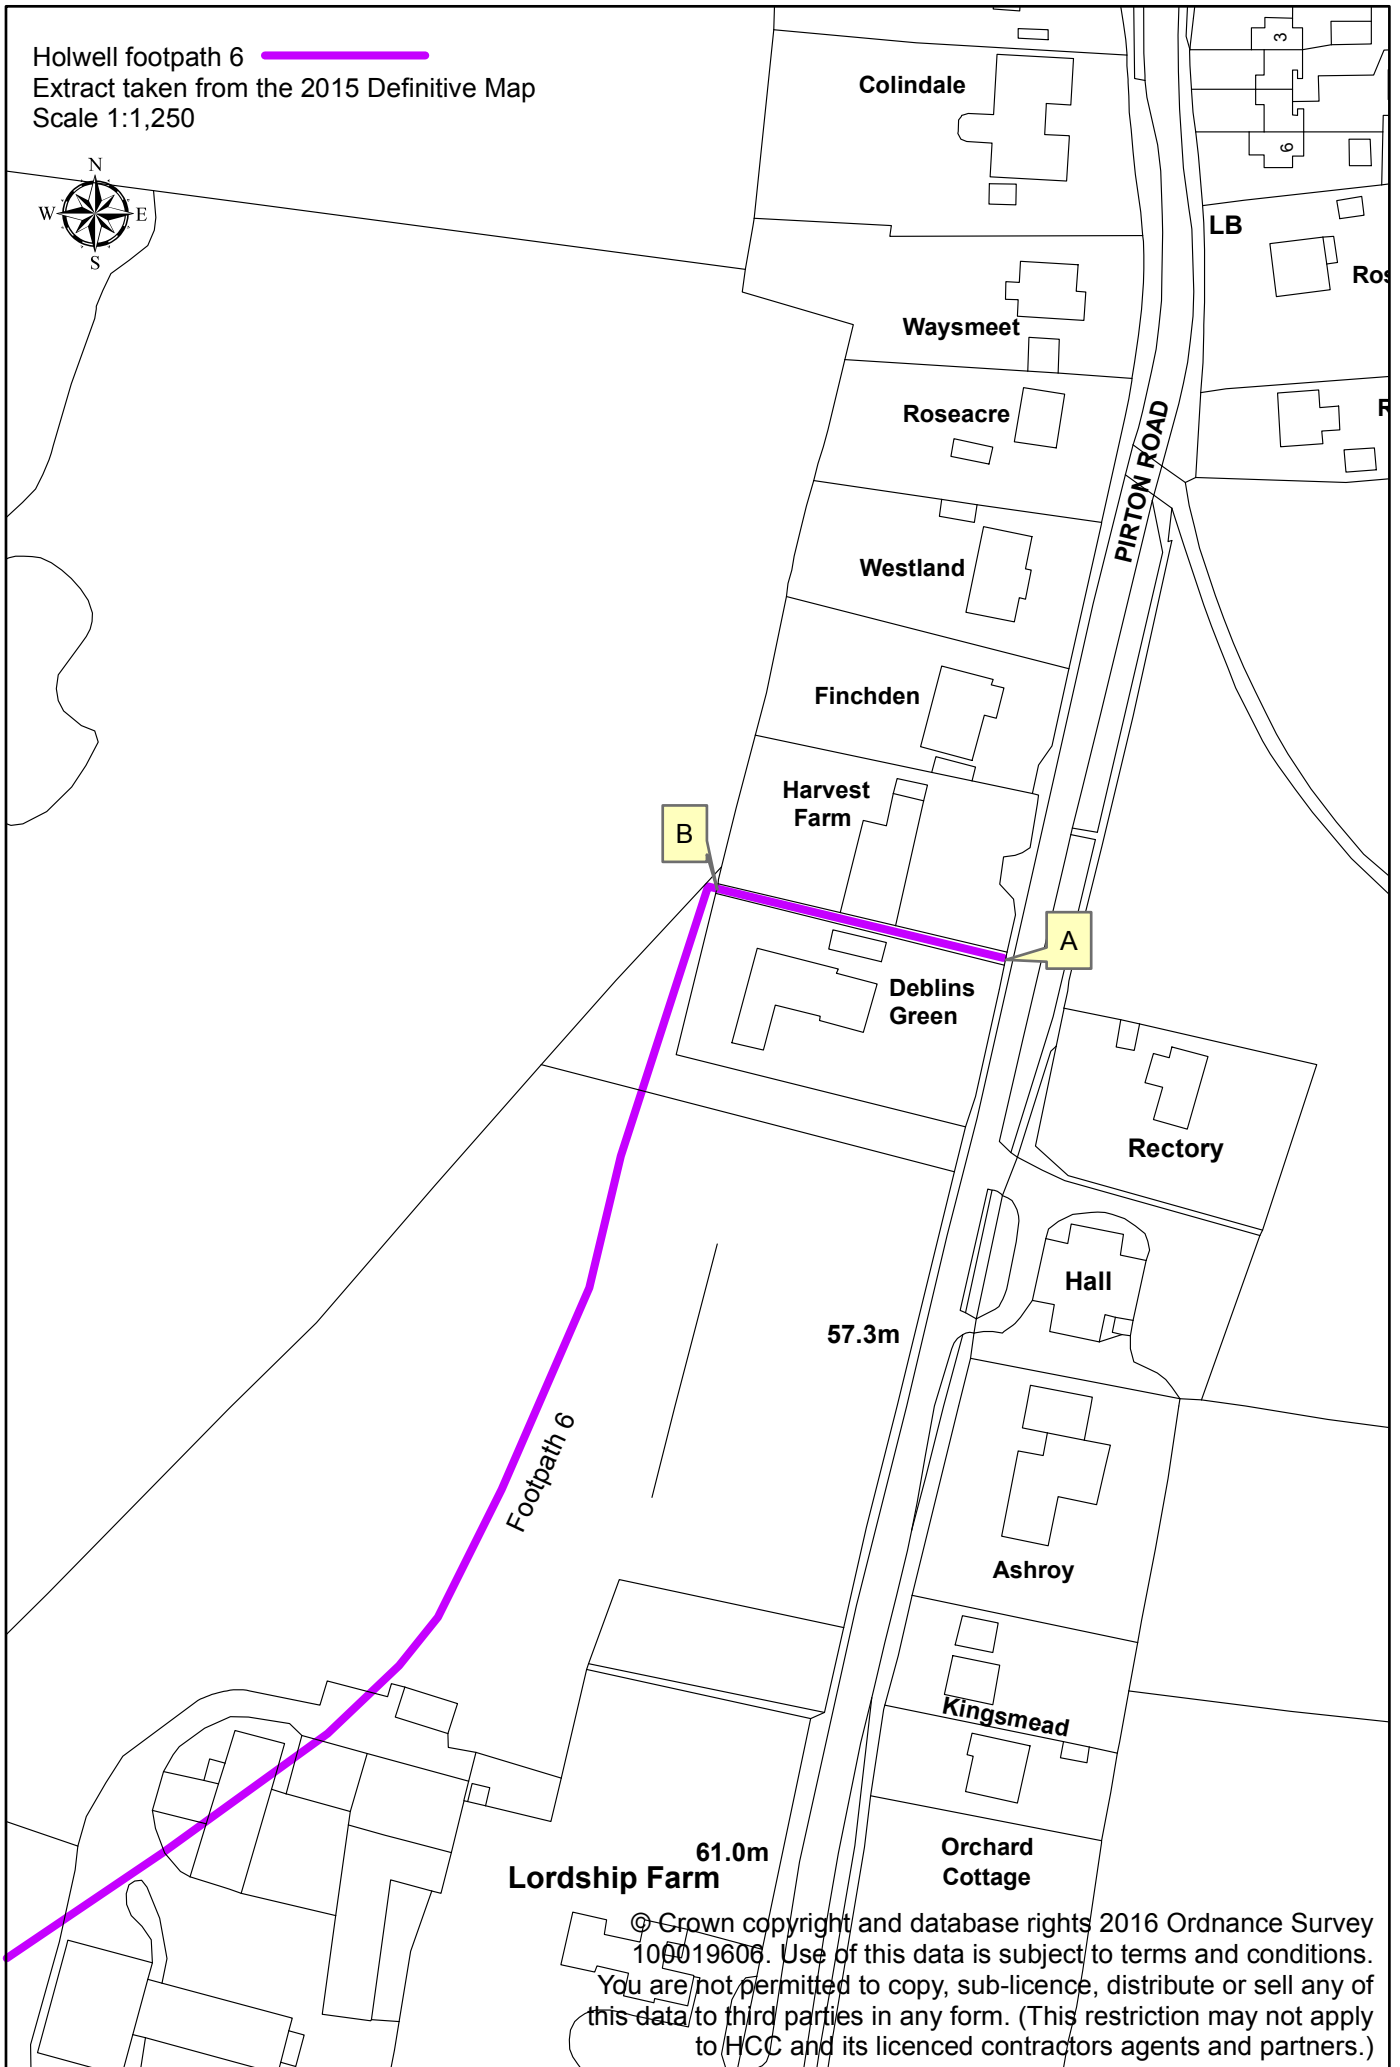 Holwell footpath 6
Extract taken from the 2015 Definitive Map
Scale 1:1,250
N
W
E
S
Colindale
3
6
LB
Waysmeet
Roseacre
PIRTON ROAD
Westland
Finchden
Harvest
Farm
B
A
Deblins
Green
Rectory
Hall
57.3m
Footpath 6
Ashroy
Kingsmead
61.0m
Lordship Farm
Orchard
Cottage
© Crown copyright and database rights 2016 Ordnance Survey
100019606. Use of this data is subject to terms and conditions.
You are not permitted to copy, sub-licence, distribute or sell any of
this data to third parties in any form. (This restriction may not apply
to HCC and its licenced contractors agents and partners.)